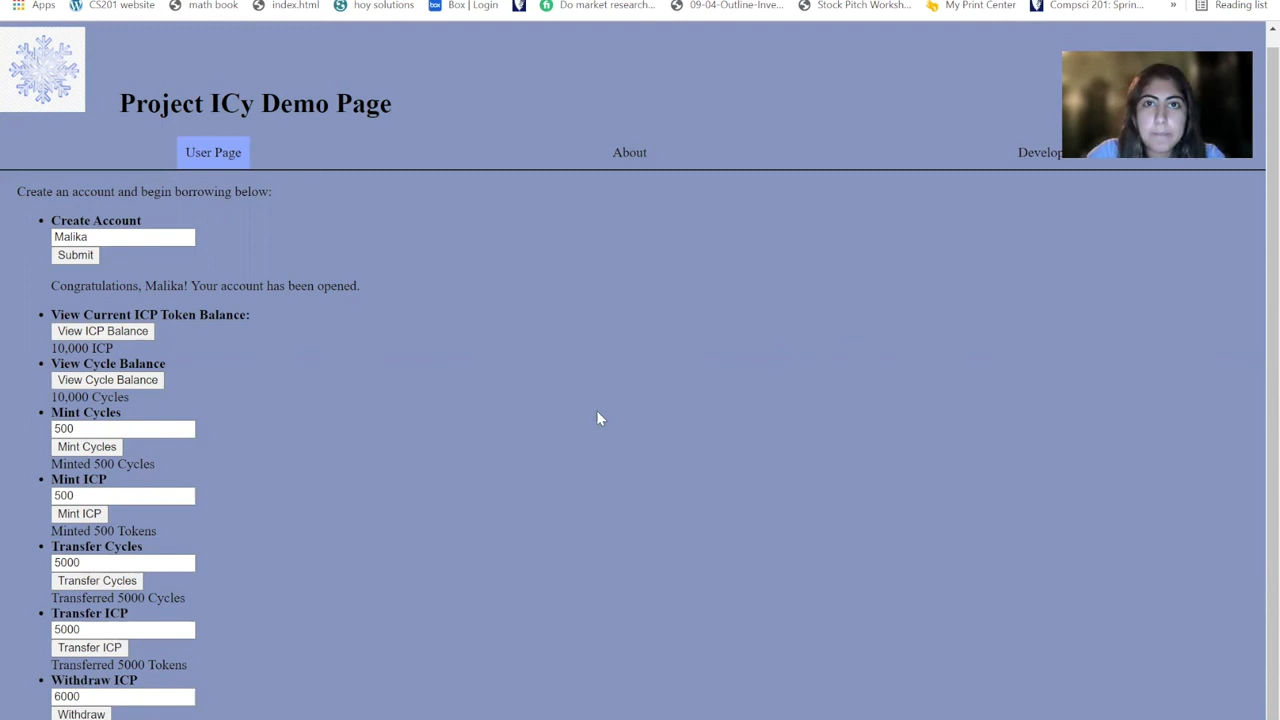 Apps CS201 website math book index.html hoy solutions Box | Login Do market research... 09-04-Outline-Inve... Stock Pitch Worksh... My Print Center Compsci 201: Sprin... » Reading list
Project ICy Demo Page
User Page About Develop
Create an account and begin borrowing below:
• Create Account
Malika
Submit
Congratulations, Malika! Your account has been opened.
• View Current ICP Token Balance:
View ICP Balance
10,000 ICP
• View Cycle Balance
View Cycle Balance
10,000 Cycles
• Mint Cycles
500
Mint Cycles
Minted 500 Cycles
• Mint ICP
500
Mint ICP
Minted 500 Tokens
• Transfer Cycles
5000
Transfer Cycles
Transferred 5000 Cycles
• Transfer ICP
5000
Transfer ICP
Transferred 5000 Tokens
• Withdraw ICP
6000
Withdraw